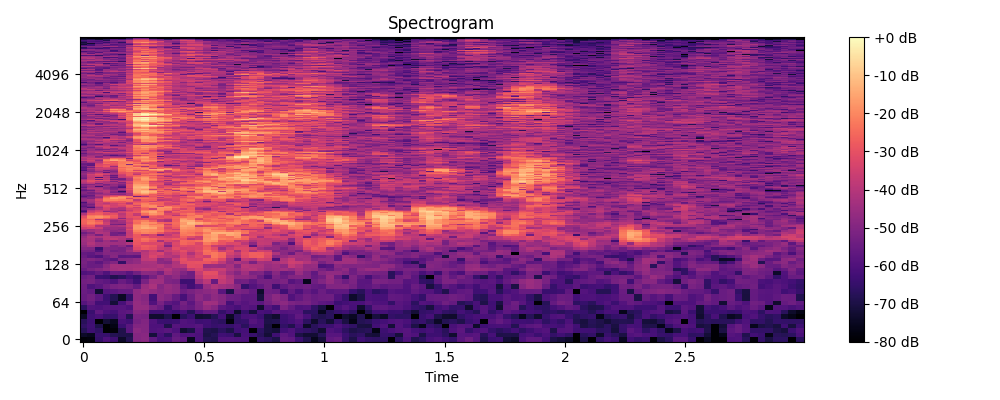 Spectrogram
Hz
4096
2048
1024
512
256
128
64
0
0 0.5 1 1.5 2 2.5
Time
+0 dB
-10 dB
-20 dB
-30 dB
-40 dB
-50 dB
-60 dB
-70 dB
-80 dB